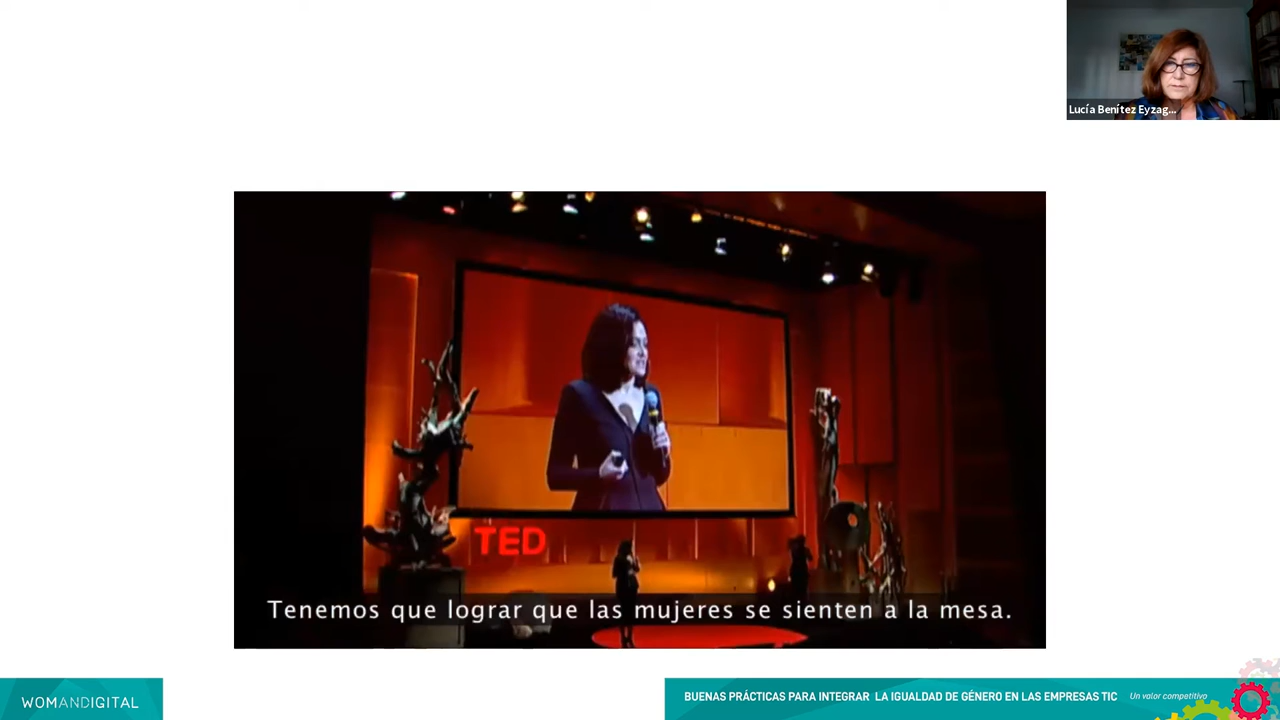 Lucía Benítez Eyzag...
TED
Tenemos que lograr que las mujeres se sienten a la mesa.
WOMANDIGITAL
BUENAS PRÁCTICAS PARA INTEGRAR LA IGUALDAD DE GÉNERO EN LAS EMPRESAS TIC
Un valor competitivo